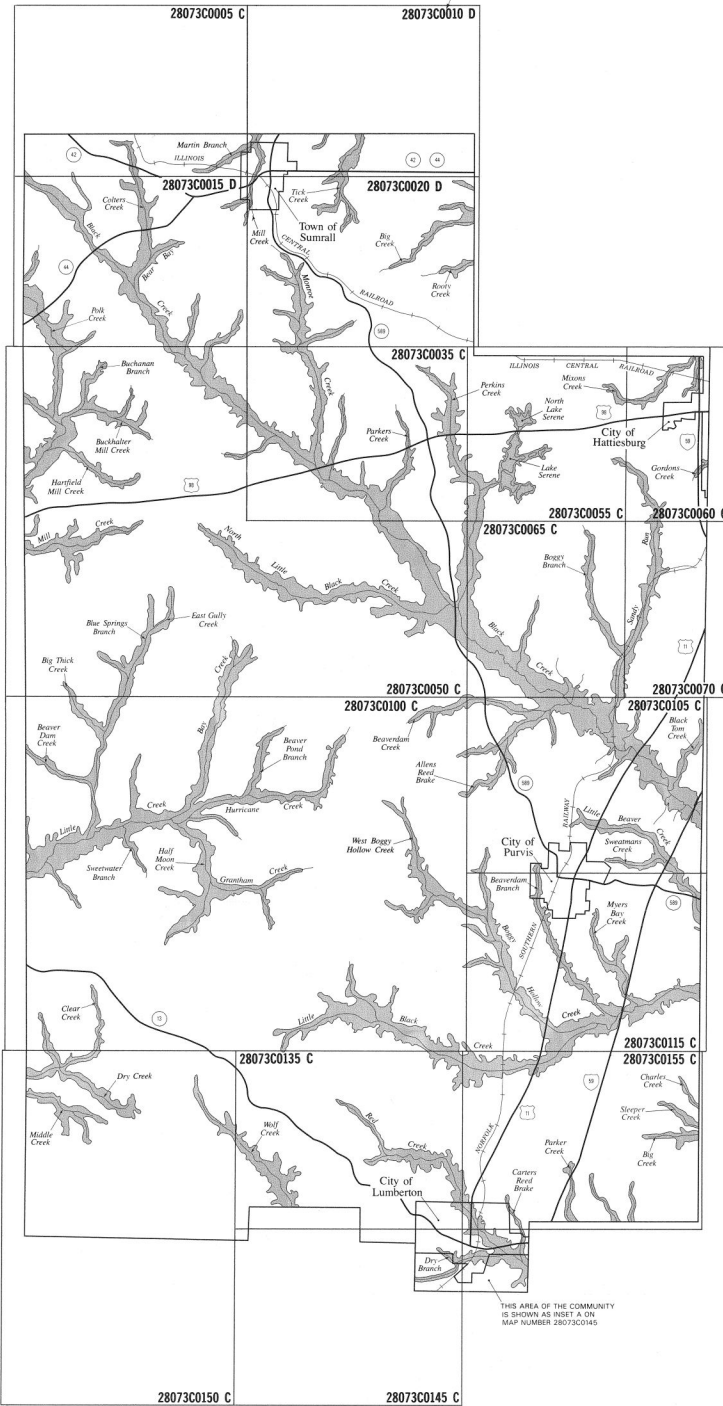 28073C0005 C
28073C0010 D
Martin Branch
ILLINOIS
42
42
44
28073C0015 D
28073C0020 D
Colters
Creek
Tick
Creek
Town of
Sumrall
Mill
Creek
CENTRAL
RAILROAD
Black
Creek
Bear Bay
Big
Creek
Rooty
Creek
44
Monroe
Creek
589
Polk
Creek
28073C0035 C
ILLINOIS CENTRAL RAILROAD
Buchanan
Branch
Perkins
Creek
Mixons
Creek
North
Lake
Serene
98
City of
Hattiesburg
Parkers
Creek
Buckhalter
Mill Creek
59
Gordons
Creek
Lake
Serene
Hartfield
Mill Creek
98
28073C0055 C
28073C0060 C
28073C0065 C
Mill Creek
North Little Black Creek
Boggy
Branch
Sandy Run
Blue Springs
Branch
East Gully
Creek
Black Creek
11
Big Thick
Creek
28073C0050 C
28073C0070 C
28073C0100 C
28073C0105 C
Bay Creek
Beaver
Dam
Creek
Beaver
Pond
Branch
Beaverdam
Creek
Black
Tom
Creek
Allens
Reed
Brake
589
RAILWAY
Little Creek
Hurricane Creek
Little Beaver Creek
West Boggy
Hollow Creek
City of
Purvis
Sweatmans
Creek
Half
Moon
Creek
Sweetwater
Branch
Grantham Creek
Beaverdam
Branch
589
Myers
Bay
Creek
SOUTHERN
Boggy Hollow Creek
Clear
Creek
13
Little Black Creek
28073C0115 C
28073C0135 C
28073C0155 C
Dry Creek
Charles
Creek
59
Sleeper
Creek
Middle
Creek
Wolf
Creek
Red Creek
11
NORFOLK
Parker
Creek
Big
Creek
Carters
Reed
Brake
City of
Lumberton
Dry
Branch
THIS AREA OF THE COMMUNITY
IS SHOWN AS INSET A ON
MAP NUMBER 28073C0145
28073C0150 C
28073C0145 C